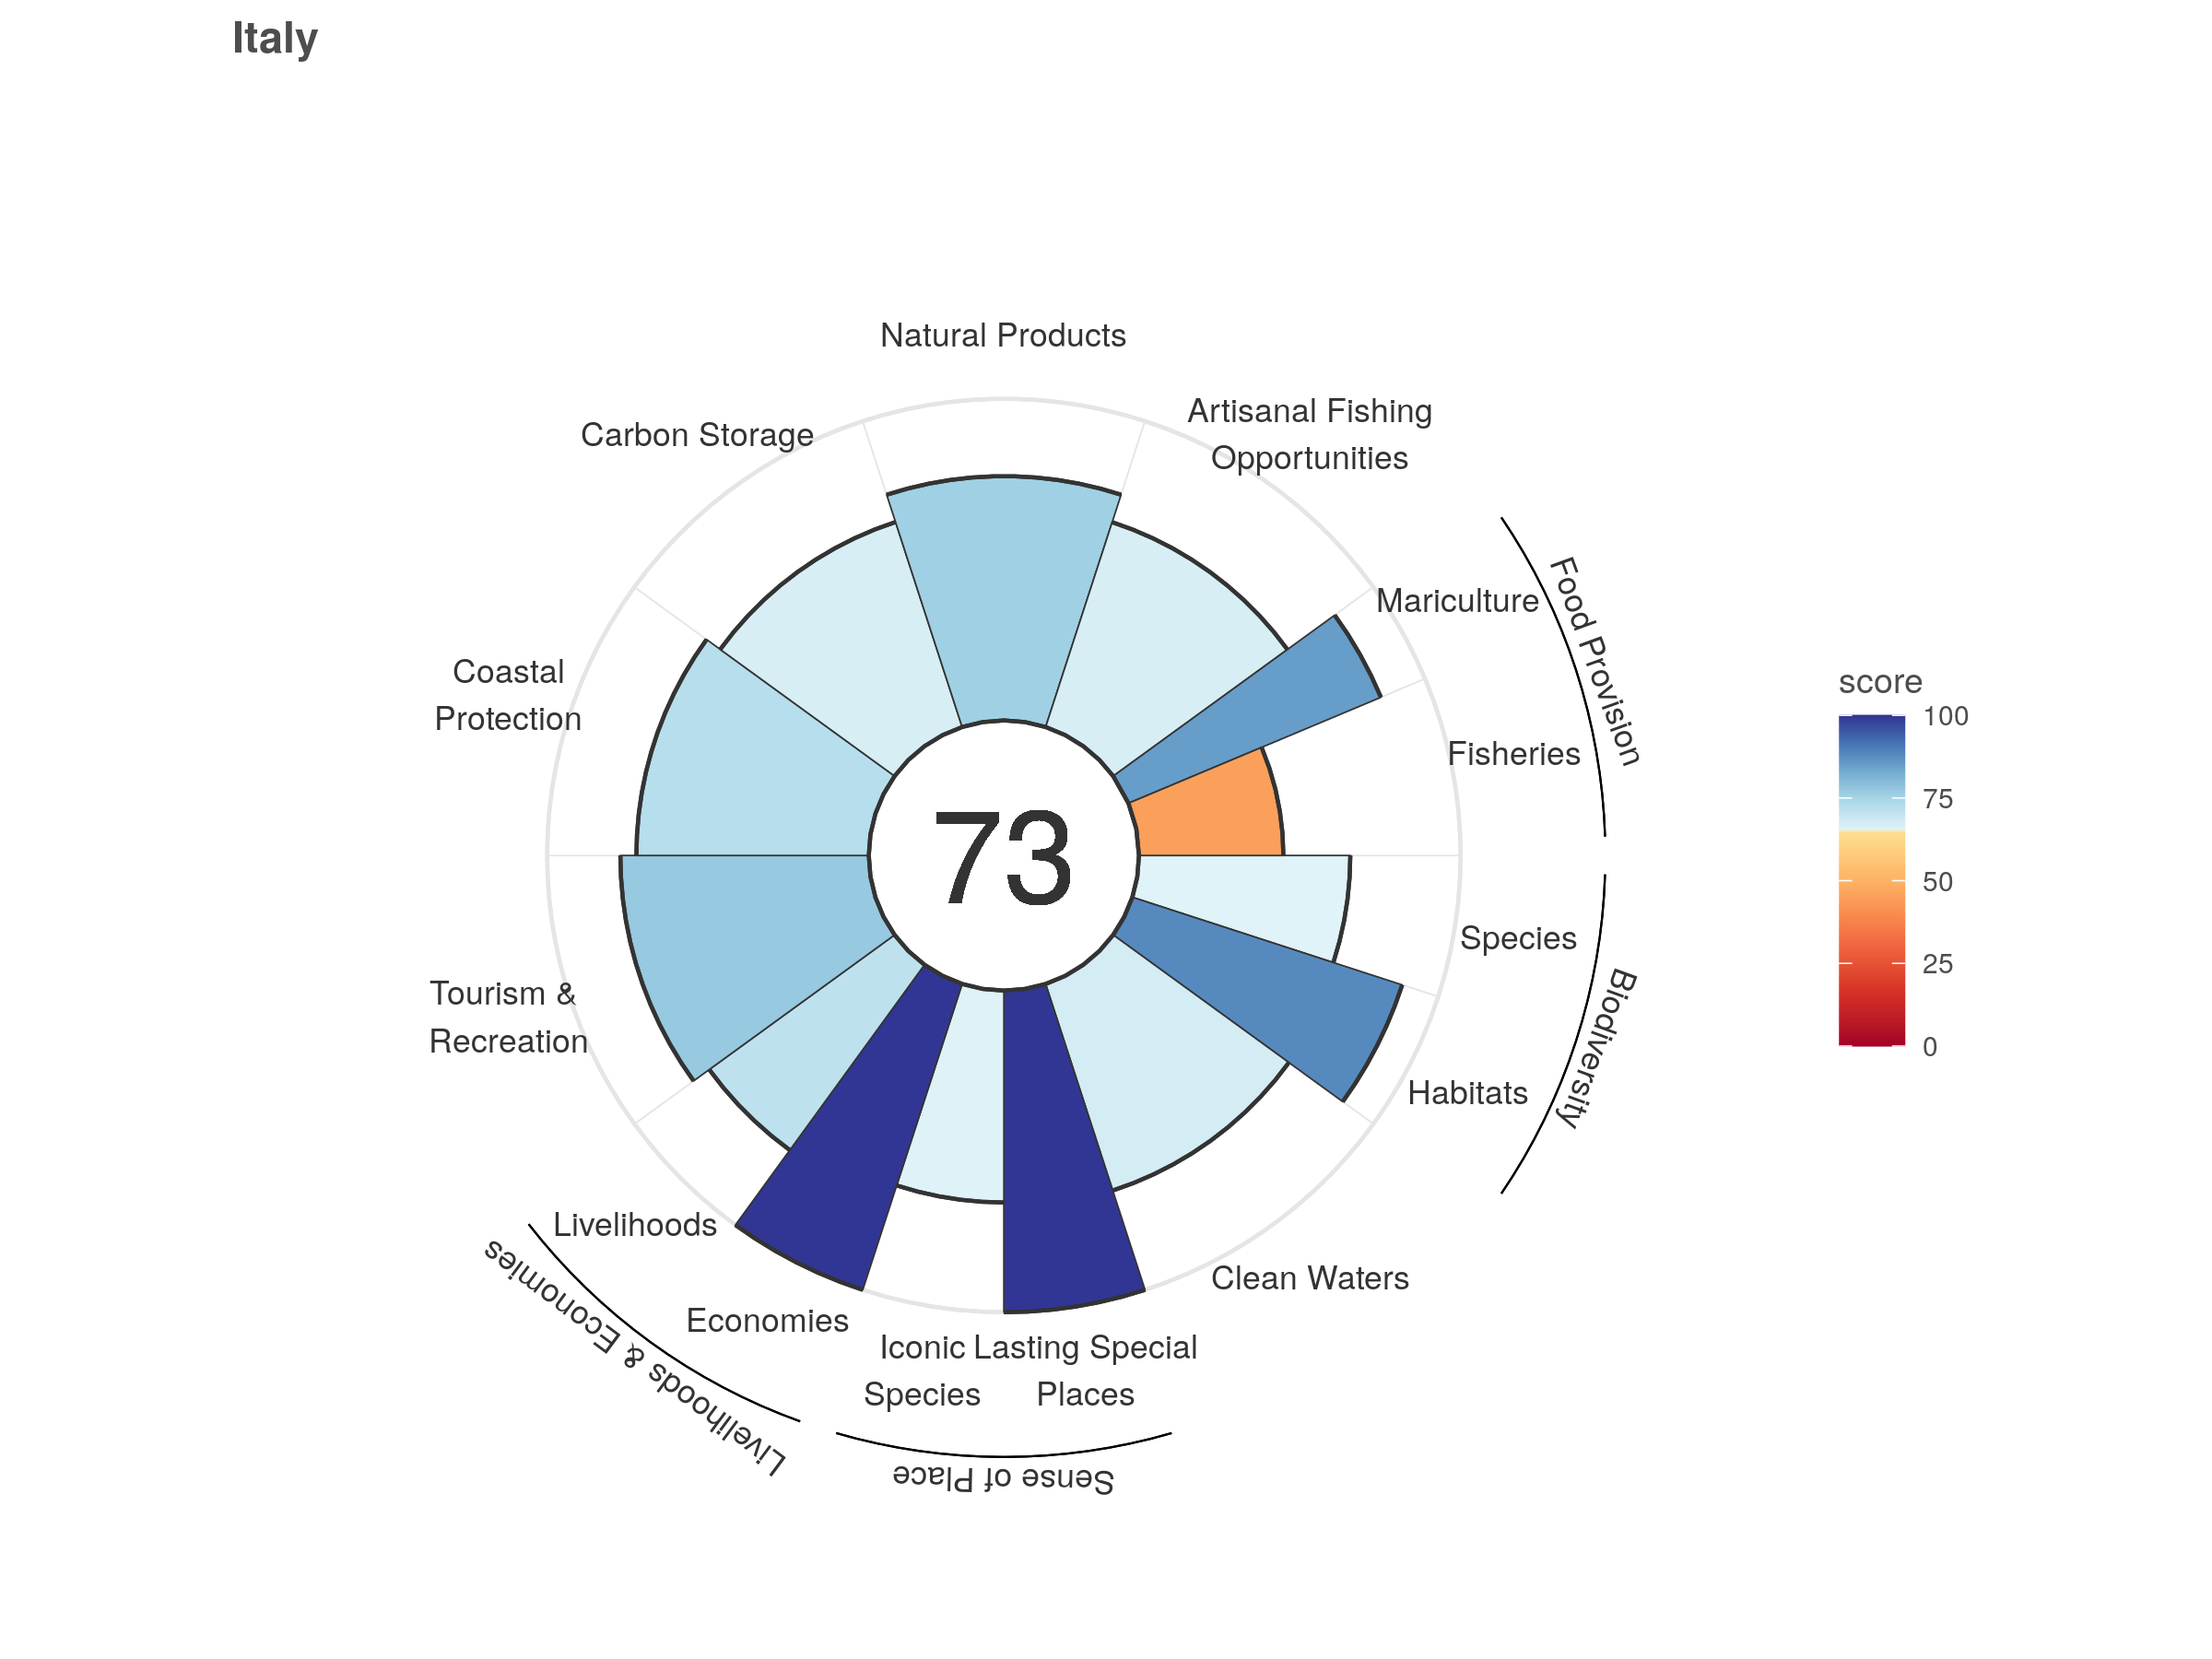 Italy
Natural Products
Artisanal Fishing
Opportunities
Carbon Storage
Mariculture
Food Provision
Coastal
Protection
Fisheries
73
Species
Biodiversity
Tourism &
Recreation
Habitats
Livelihoods
Livelihoods & Economies
Economies
Clean Waters
Iconic
Species
Lasting Special
Places
Sense of Place
score
100
75
50
25
0